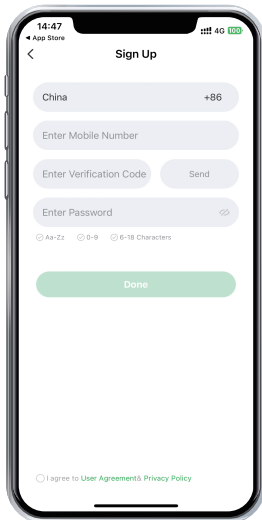 14:47
4G 100
◀ App Store
Sign Up
China +86
Enter Mobile Number
Enter Verification Code Send
Enter Password
Aa-Zz 0-9 6-18 Characters
Done
I agree to User Agreement& Privacy Policy